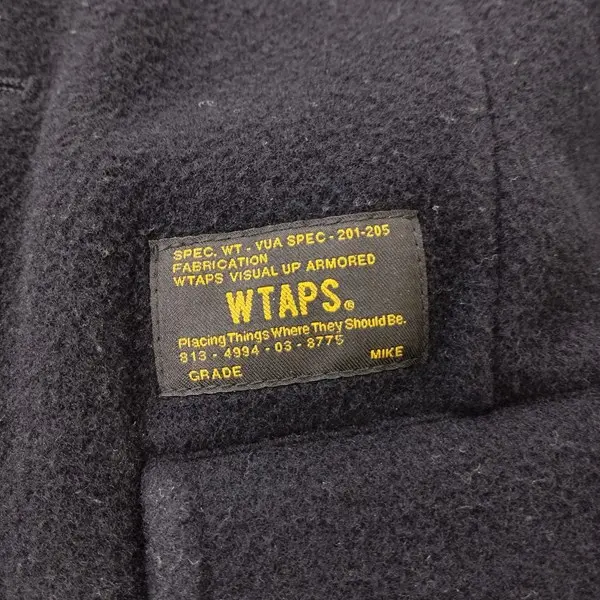 SPEC. WT - VUA SPEC - 201-205
FABRICATION
WTAPS VISUAL UP ARMORED
WTAPS®
Placing Things Where They Should Be.
813 - 4994 - 03 - 8775
GRADE MIKE